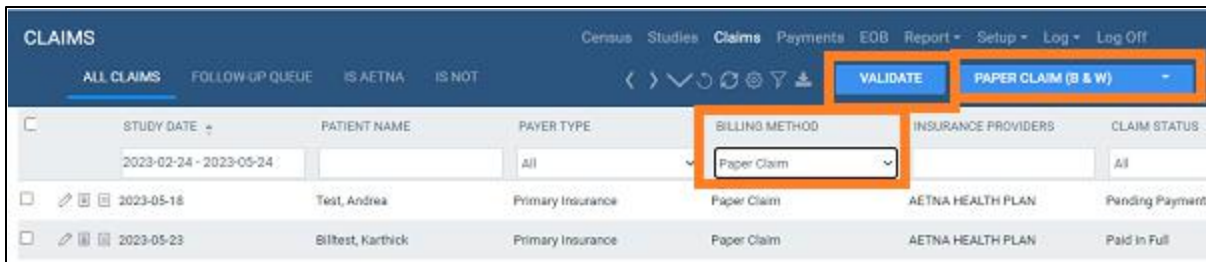 CLAIMS Census Studies Claims Payments EOB Report Setup Log Log Off
ALL CLAIMS FOLLOW-UP QUEUE IS AETNA IS NOT VALIDATE PAPER CLAIM (B & W)
STUDY DATE PATIENT NAME PAYER TYPE BILLING METHOD INSURANCE PROVIDERS CLAIM STATUS
2023-02-24 - 2023-05-24 All Paper Claim All
2023-05-18 Test, Andrea Primary Insurance Paper Claim AETNA HEALTH PLAN Pending Payment
2023-05-23 Billtest, Karthick Primary Insurance Paper Claim AETNA HEALTH PLAN Paid in Full